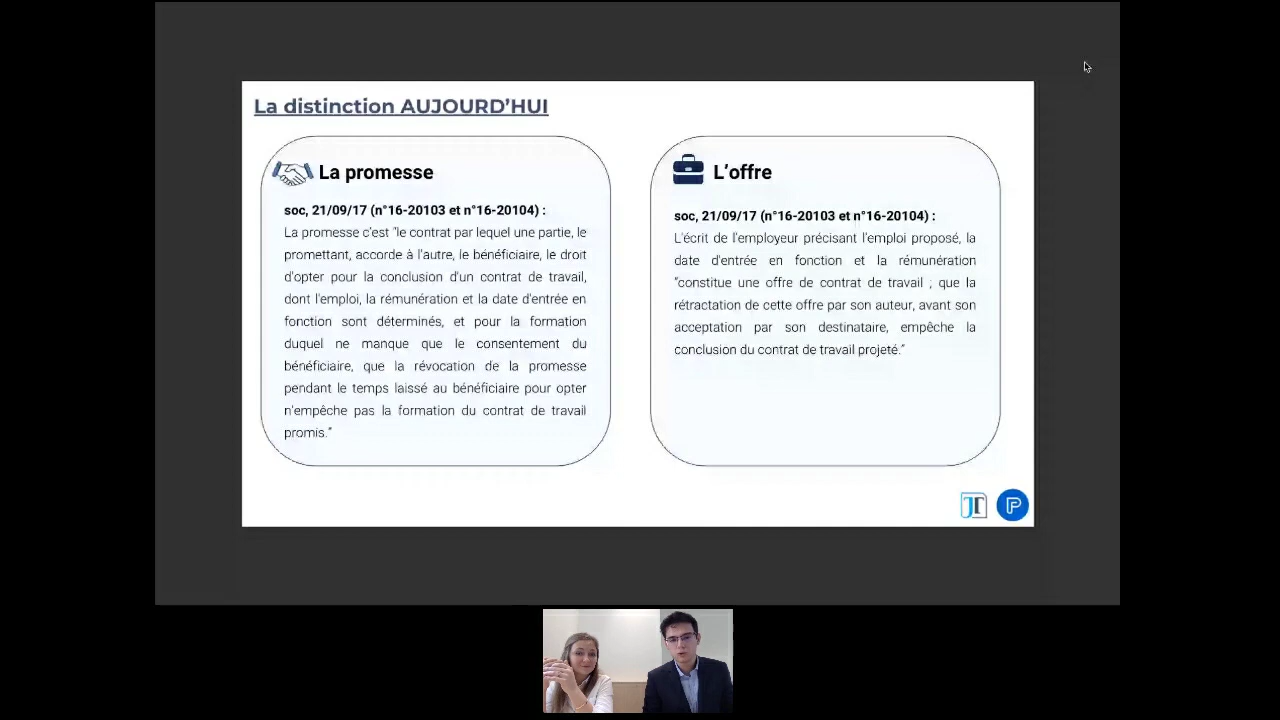 La distinction AUJOURD'HUI
La promesse
soc, 21/09/17 (n°16-20103 et n°16-20104) :
La promesse c'est “le contrat par lequel une partie, le
promettant, accorde à l'autre, le bénéficiaire, le droit
d'opter pour la conclusion d'un contrat de travail,
dont l'emploi, la rémunération et la date d'entrée en
fonction sont déterminés, et pour la formation
duquel ne manque que le consentement du
bénéficiaire, que la révocation de la promesse
pendant le temps laissé au bénéficiaire pour opter
n'empêche pas la formation du contrat de travail
promis.”
L'offre
soc, 21/09/17 (n°16-20103 et n°16-20104) :
L'écrit de l'employeur précisant l'emploi proposé, la
date d'entrée en fonction et la rémunération
“constitue une offre de contrat de travail ; que la
rétractation de cette offre par son auteur, avant son
acceptation par son destinataire, empêche la
conclusion du contrat de travail projeté.”